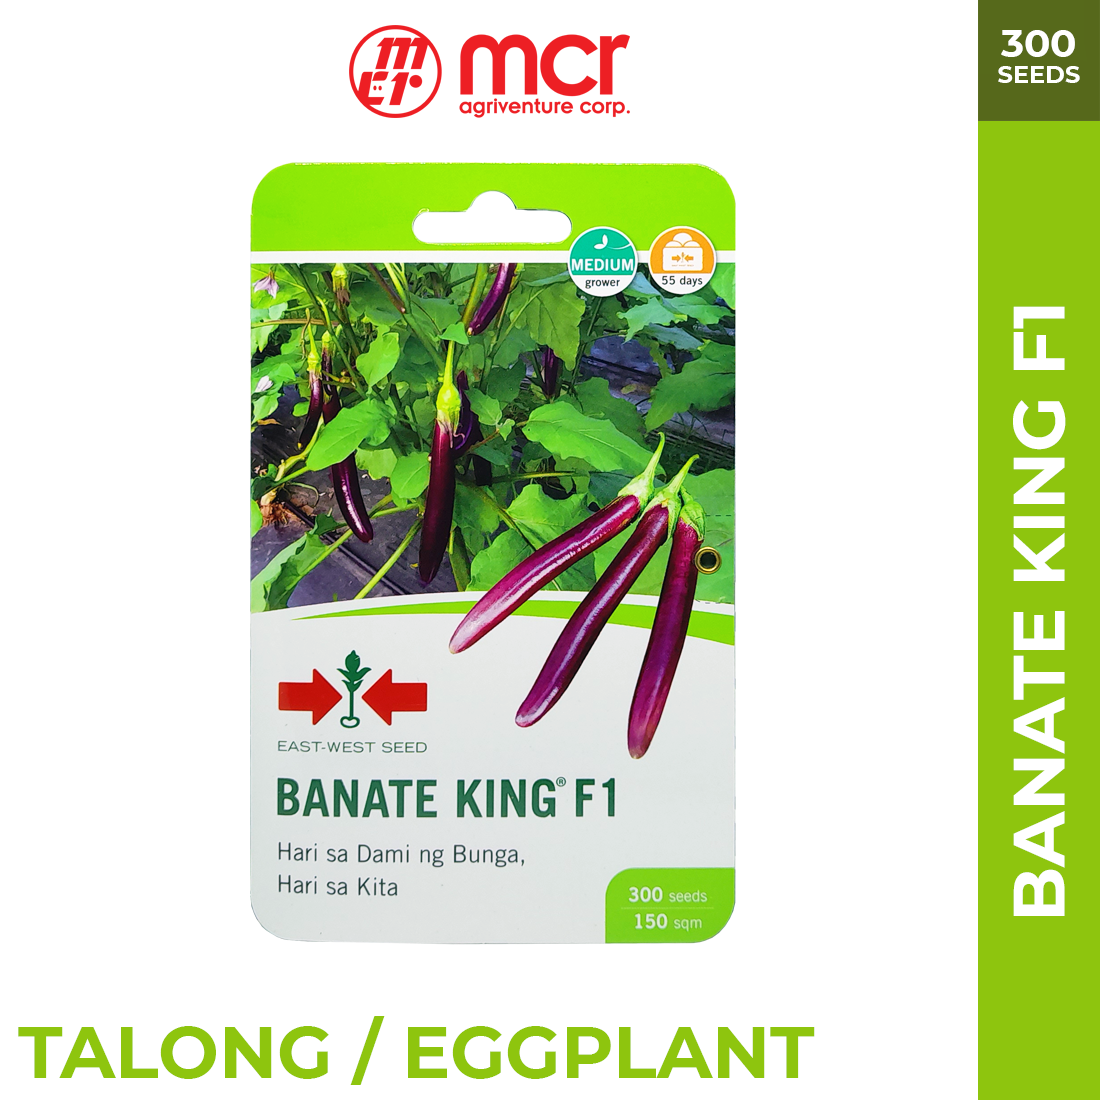 mcr
mcr
agriventure corp.
300
SEEDS
MEDIUM
grower
55 days
EAST-WEST SEED
BANATE KING® F1
Hari sa Dami ng Bunga,
Hari sa Kita
300 seeds
150 sqm
BANATE KING F1
TALONG / EGGPLANT